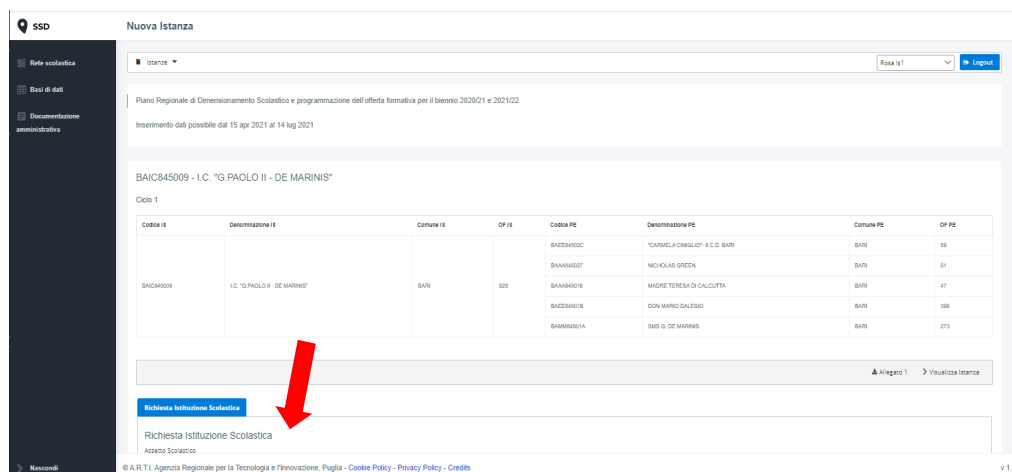 SSD
Nuova Istanza
Rete scolastica
Basi di dati
Documentazione
amministrativa
Istanze
Rosa Is1
Logout
Piano Regionale di Dimensionamento Scolastico e programmazione dell'offerta formativa per il biennio 2020/21 e 2021/22
Inserimento dati possibile dal 15 apr 2021 al 14 lug 2021
BAIC845009 - I.C. "G.PAOLO II - DE MARINIS"
Ciclo 1
Codice IS Denominazione IS Comune IS OF IS Codice PE Denominazione PE Comune PE OF PE
BAEE84502C "CARMELA CINIGLIO"- 8 C.D. BARI BARI 59
BAAA845027 NICHOLAS GREEN BARI 51
BAIC845009 I.C. "G.PAOLO II - DE MARINIS" BARI 828 BAAA845016 MADRE TERESA DI CALCUTTA BARI 47
BAEE84501B DON MARIO DALESIO BARI 398
BAMM84501A SMS G. DE MARINIS BARI 273
Allegato 1 Visualizza Istanza
Richiesta Istituzione Scolastica
Richiesta Istituzione Scolastica
Assetto Scolastico
Nascondi
© A.R.T.I. Agenzia Regionale per la Tecnologia e l'Innovazione, Puglia - Cookie Policy - Privacy Policy - Credits
v 1.